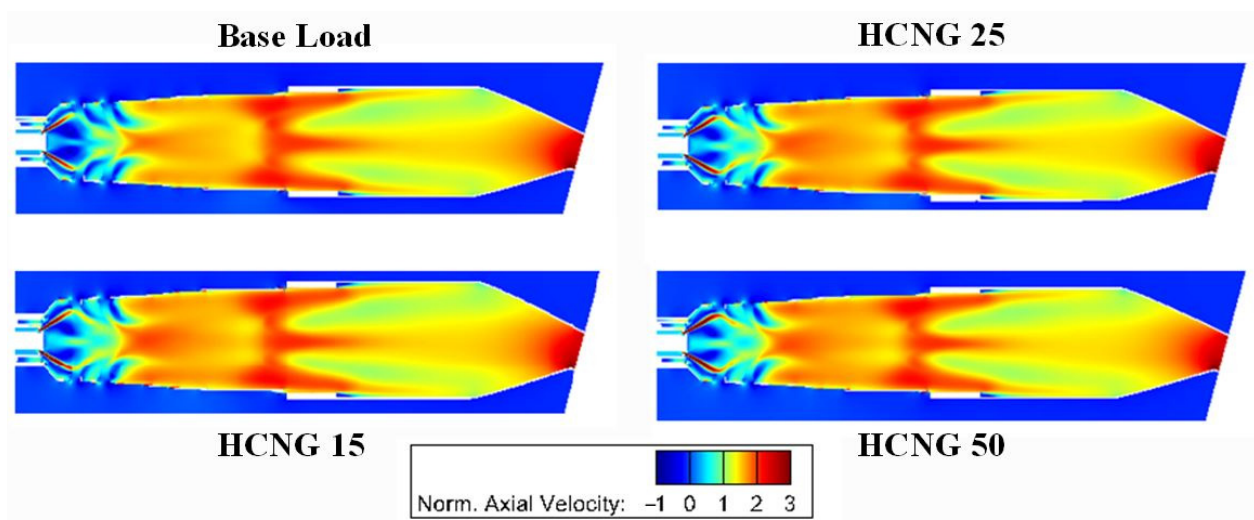 Base Load
HCNG 25
HCNG 15
HCNG 50
Norm. Axial Velocity: −1 0 1 2 3